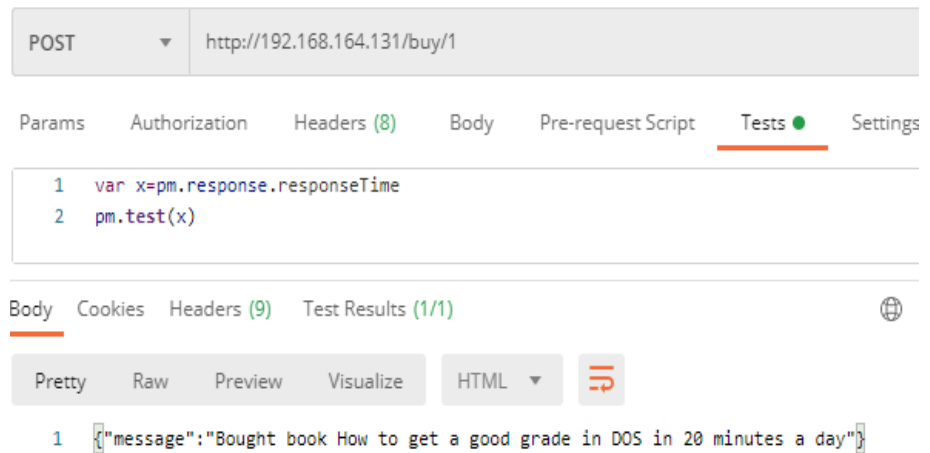 POST http://192.168.164.131/buy/1
Params Authorization Headers (8) Body Pre-request Script Tests Settings
1 var x=pm.response.responseTime
2 pm.test(x)
Body Cookies Headers (9) Test Results (1/1)
Pretty Raw Preview Visualize HTML
1 {"message":"Bought book How to get a good grade in DOS in 20 minutes a day"}